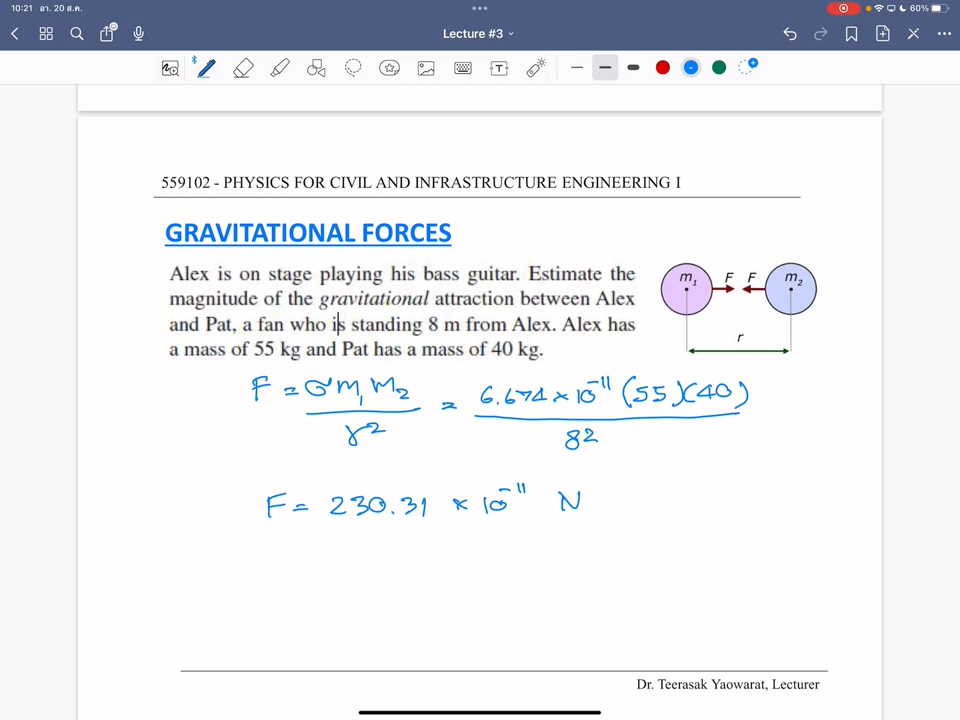 10:21 อา. 20 ส.ค.
60%
Lecture #3
559102 - PHYSICS FOR CIVIL AND INFRASTRUCTURE ENGINEERING I
GRAVITATIONAL FORCES
Alex is on stage playing his bass guitar. Estimate the
magnitude of the gravitational attraction between Alex
and Pat, a fan who is standing 8 m from Alex. Alex has
a mass of 55 kg and Pat has a mass of 40 kg.
m₁ F F m₂
r
F = G m₁ m₂ / r² = 6.674 × 10⁻¹¹ (55)(40) / 8²
F = 230.31 × 10⁻¹¹ N
Dr. Teerasak Yaowarat, Lecturer